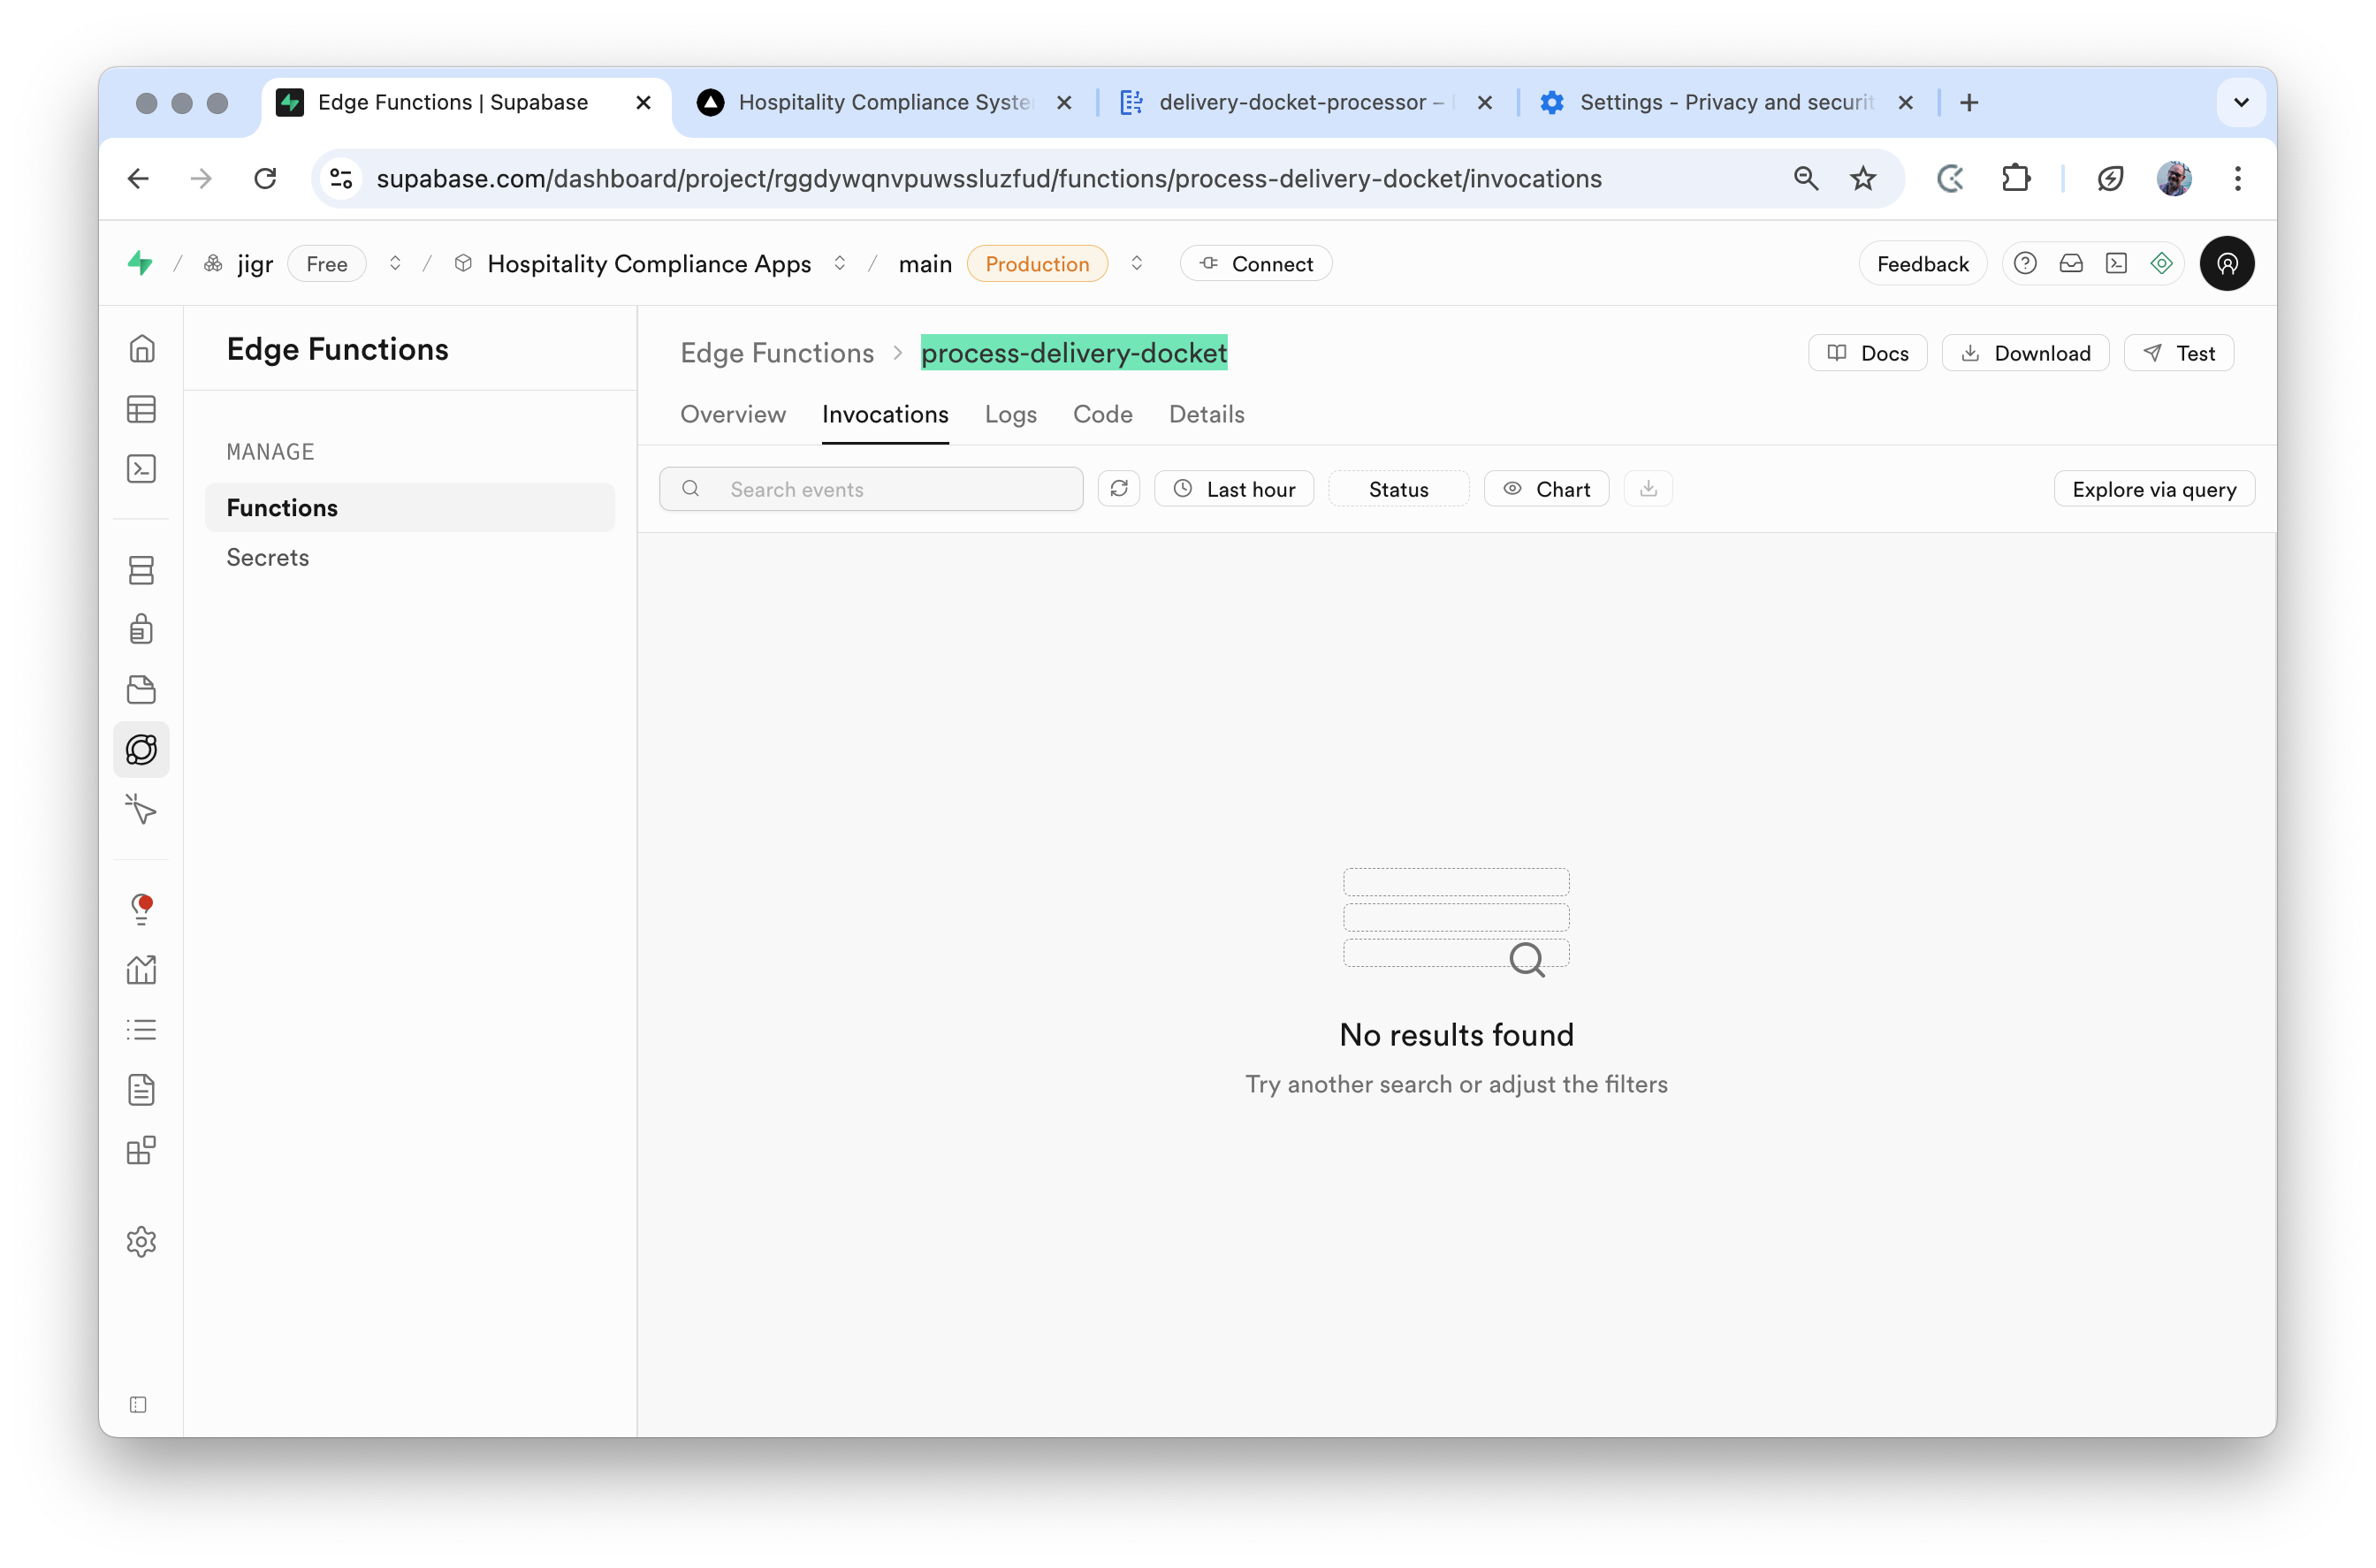 Edge Functions | Supabase
Hospitality Compliance Syste
delivery-docket-processor –
Settings - Privacy and securit
supabase.com/dashboard/project/rggdywqnvpuwssluzfud/functions/process-delivery-docket/invocations
/ jigr Free / Hospitality Compliance Apps / main Production Connect
Feedback
Edge Functions
MANAGE
Functions
Secrets
Edge Functions > process-delivery-docket
Docs
Download
Test
Overview Invocations Logs Code Details
Search events
Last hour
Status
Chart
Explore via query
No results found
Try another search or adjust the filters